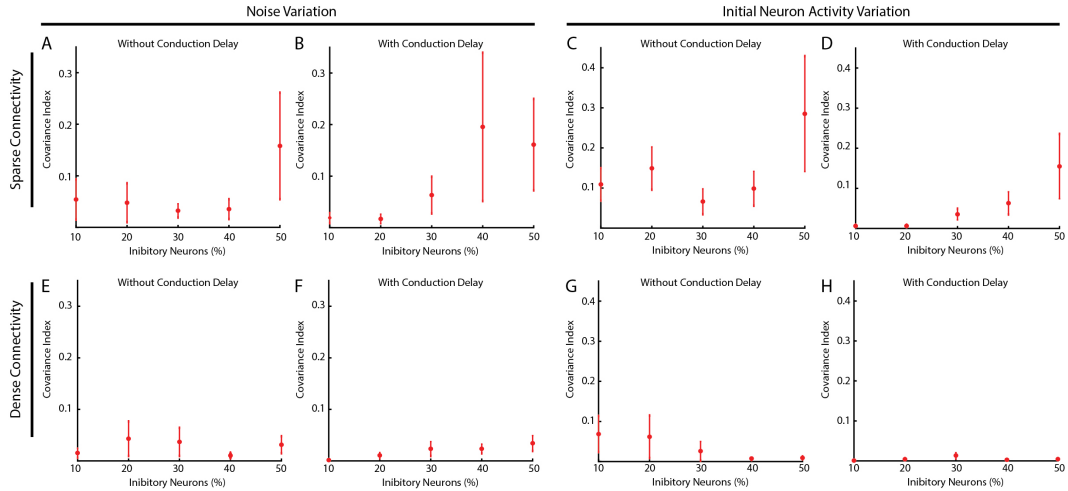 Noise Variation
Initial Neuron Activity Variation
Sparse Connectivity
A
Without Conduction Delay
Covariance Index
0.3
0.2
0.1
10 20 30 40 50
Inibitory Neurons (%)
B
With Conduction Delay
Covariance Index
0.3
0.2
0.1
10 20 30 40 50
Inibitory Neurons (%)
C
Without Conduction Delay
Covariance Index
0.4
0.3
0.2
0.1
10 20 30 40 50
Inibitory Neurons (%)
D
With Conduction Delay
Covariance Index
0.4
0.3
0.2
0.1
10 20 30 40 50
Inibitory Neurons (%)
Dense Connectivity
E
Without Conduction Delay
Covariance Index
0.3
0.2
0.1
10 20 30 40 50
Inibitory Neurons (%)
F
With Conduction Delay
Covariance Index
0.3
0.2
0.1
10 20 30 40 50
Inibitory Neurons (%)
G
Without Conduction Delay
Covariance Index
0.4
0.3
0.2
0.1
10 20 30 40 50
Inibitory Neurons (%)
H
With Conduction Delay
Covariance Index
0.4
0.3
0.2
0.1
10 20 30 40 50
Inibitory Neurons (%)